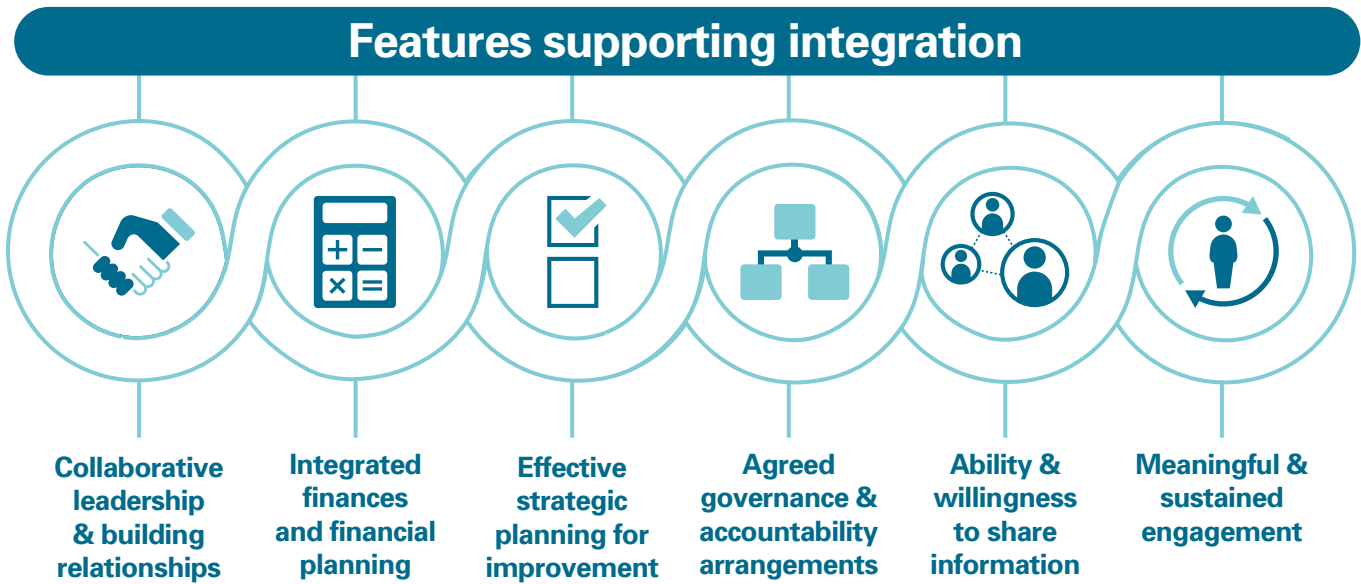 Features supporting integration
Collaborative
leadership
& building
relationships
Integrated
finances
and financial
planning
Effective
strategic
planning for
improvement
Agreed
governance &
accountability
arrangements
Ability &
willingness
to share
information
Meaningful &
sustained
engagement